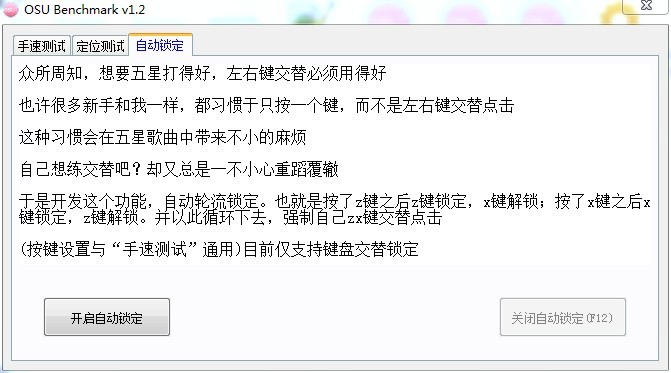 OSU Benchmark v1.2
手速测试 定位测试 自动锁定
众所周知，想要五星打得好，左右键交替必须用得好
也许很多新手和我一样，都习惯于只按一个键，而不是左右键交替点击
这种习惯会在五星歌曲中带来不小的麻烦
自己想练交替吧？却又总是一不小心重蹈覆辙
于是开发这个功能，自动轮流锁定。也就是按了z键之后z键锁定，x键解锁；按了x键之后x
键锁定，z键解锁。并以此循环下去，强制自己zx键交替点击
(按键设置与“手速测试”通用)目前仅支持键盘交替锁定
开启自动锁定 关闭自动锁定(F12)